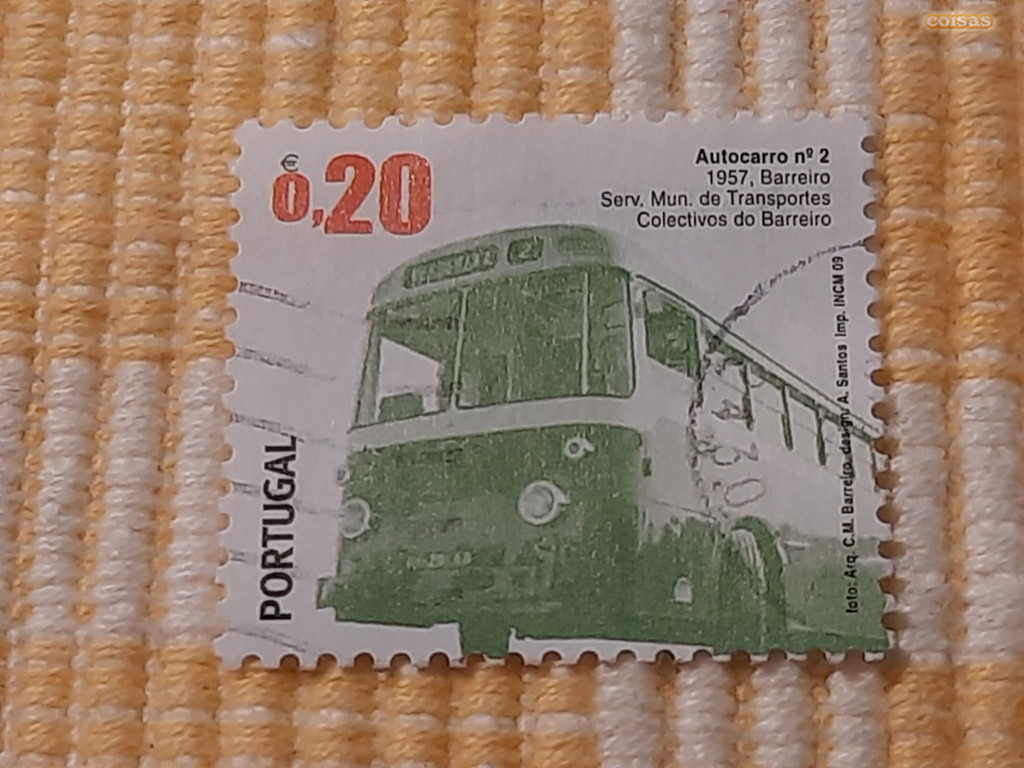 coisas
€
0,20
Autocarro nº 2
1957, Barreiro
Serv. Mun. de Transportes
Colectivos do Barreiro
PORTUGAL
foto: Arq. C.M. Barreiro design: A. Santos Imp. INCM 09